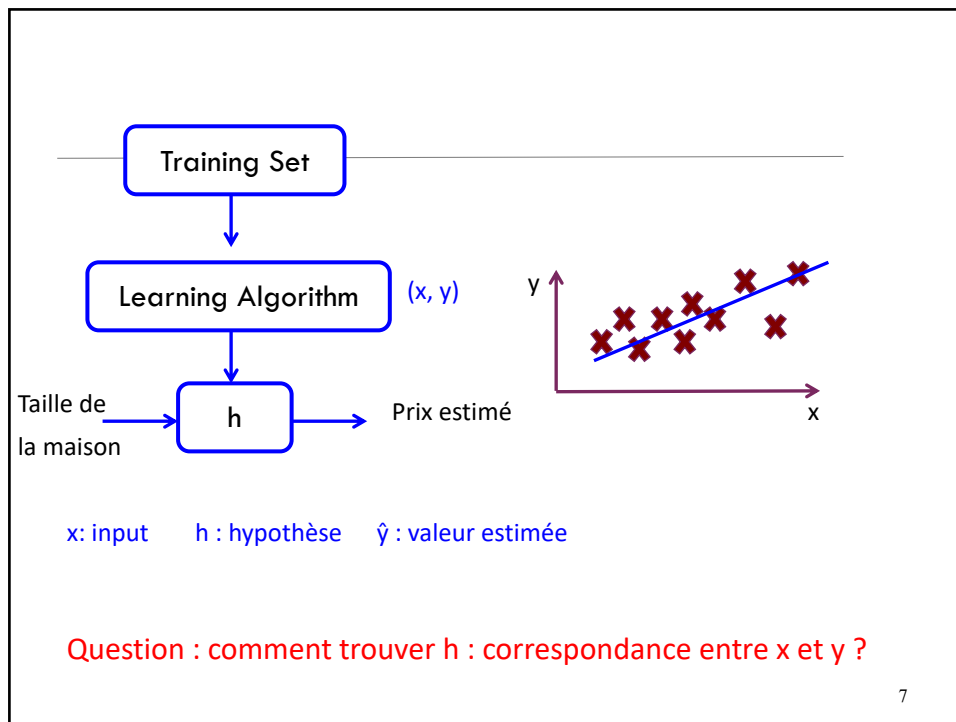 Training Set
Learning Algorithm
(x, y)
y
x
Taille de
la maison
h
Prix estimé
x: input h : hypothèse ŷ : valeur estimée
Question : comment trouver h : correspondance entre x et y ?
7